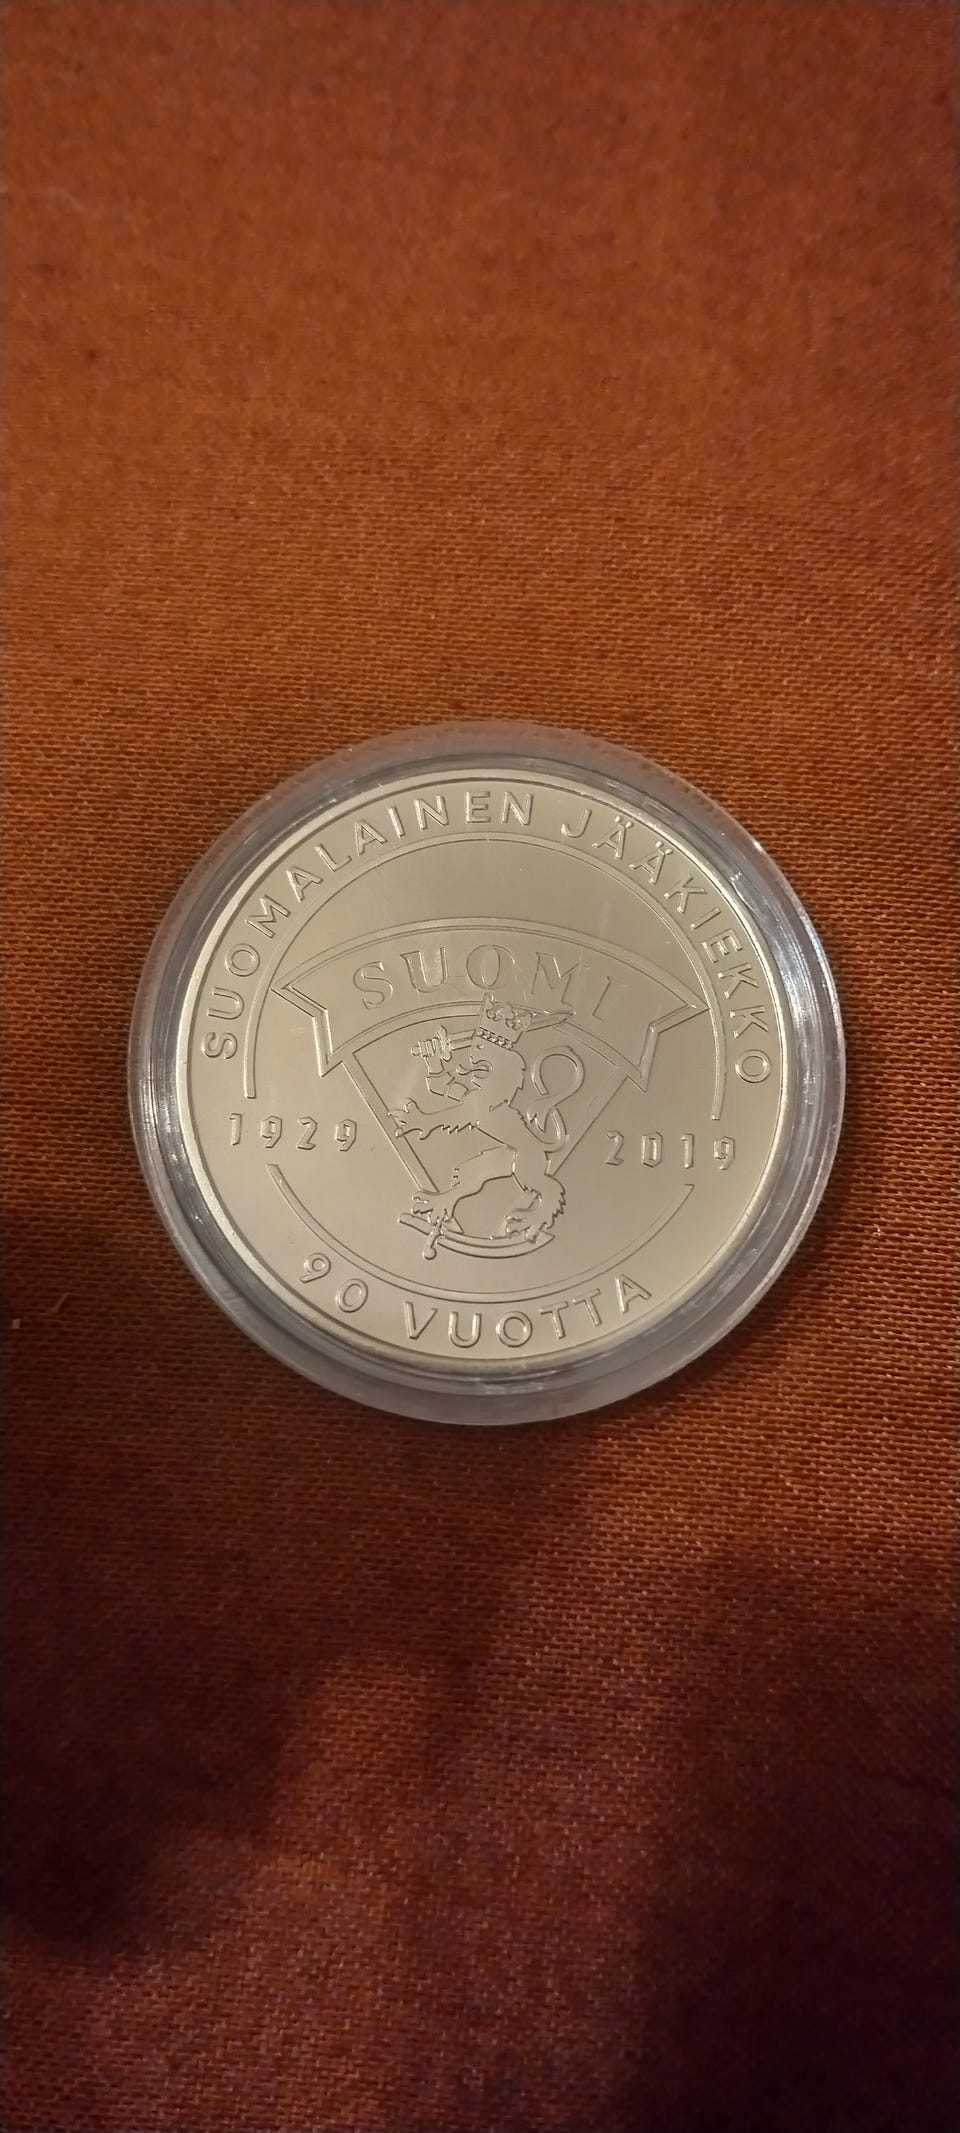 SUOMALAINEN JÄÄKIEKKO
SUOMI
1929 2019
90 VUOTTA